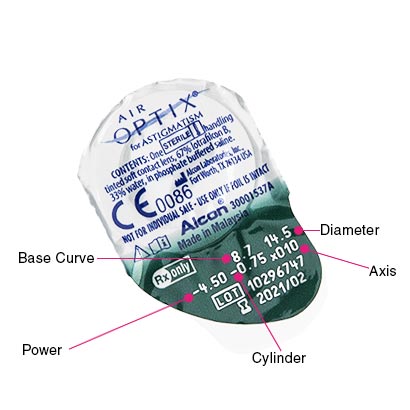 AIR
OPTIX®
for ASTIGMATISM
CONTENTS: One STERILE handling
tinted soft contact lens, 67% lotrafilcon B,
33% water, in phosphate buffered saline.
Alcon Laboratories, Inc.
Fort Worth, TX 76134 USA
CE 0086
NOT FOR INDIVIDUAL SALE - USE ONLY IF FOIL IS INTACT
Alcon 30001537A
Made in Malaysia
Diameter
Base Curve
8.7 14.5
Axis
Rx only
-4.50 -0.75 x010
LOT 10296747
2021/02
Power
Cylinder